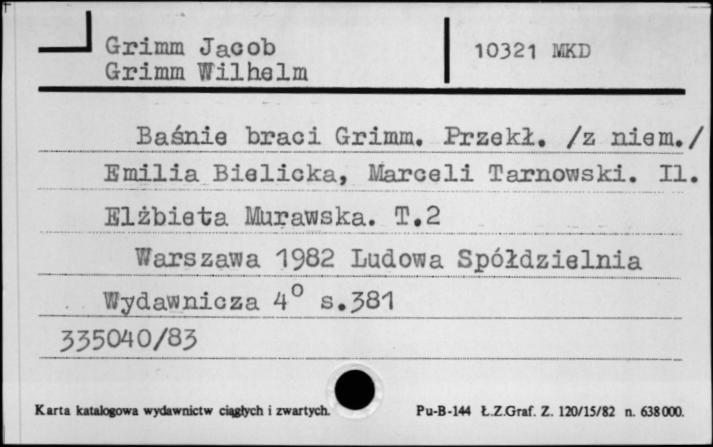 Grimm Jacob 10321 MKD
Grimm Wilhelm
Baśnie braci Grimm. Przekł. /z niem./
Emilia Bielicka, Marceli Tarnowski. Il.
Elżbieta Murawska. T.2
Warszawa 1982 Ludowa Spółdzielnia
Wydawnicza 4° s.381
335040/83
Karta katalogowa wydawnictw ciągłych i zwartych. Pu-B-144 Ł.Z.Graf. Z. 120/15/82 n. 638000.